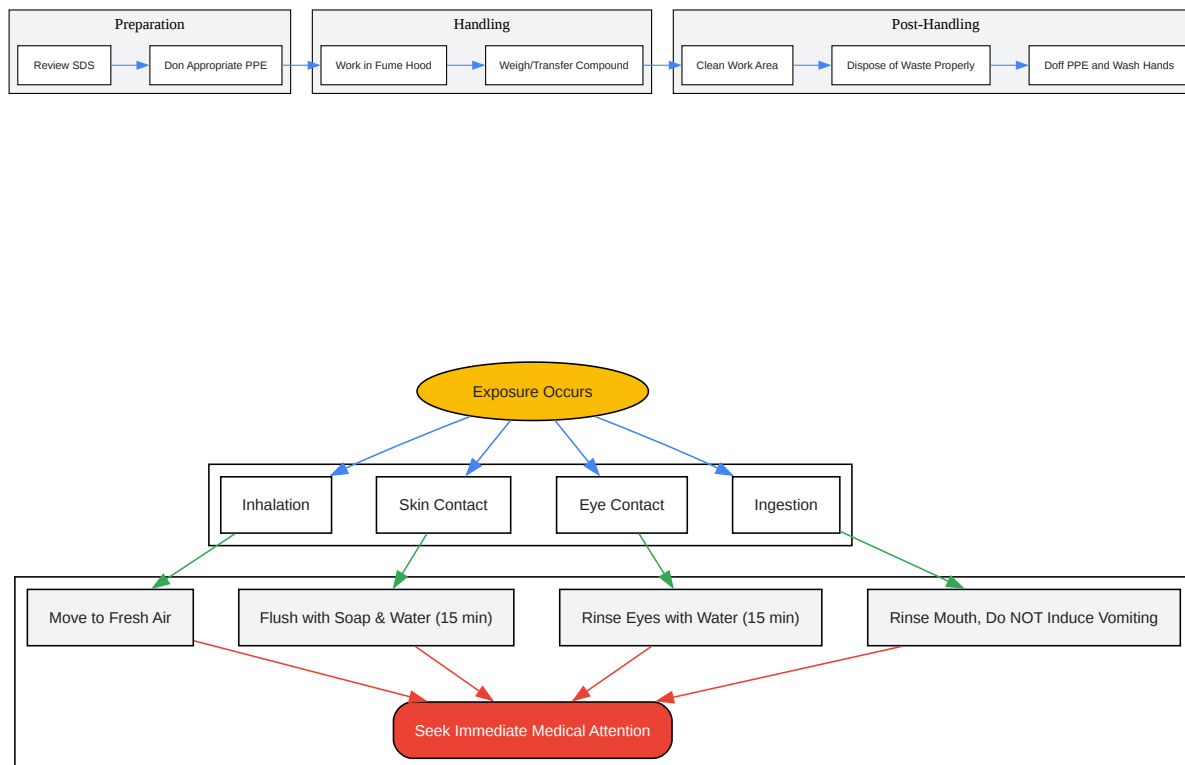 Preparation
Handling
Post-Handling
Review SDS
Don Appropriate PPE
Work in Fume Hood
Weigh/Transfer Compound
Clean Work Area
Dispose of Waste Properly
Doff PPE and Wash Hands
Exposure Occurs
Inhalation
Skin Contact
Eye Contact
Ingestion
Move to Fresh Air
Flush with Soap & Water (15 min)
Rinse Eyes with Water (15 min)
Rinse Mouth, Do NOT Induce Vomiting
Seek Immediate Medical Attention